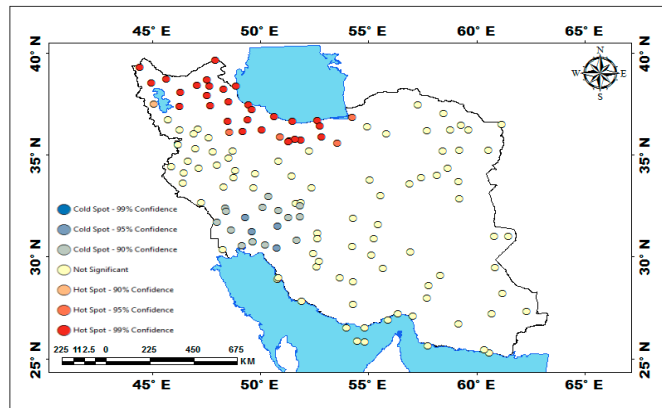 45° E 50° E 55° E 60° E 65° E
40° N 40° N
N
W E
S
35° N 35° N
Cold Spot - 99% Confidence
Cold Spot - 95% Confidence
Cold Spot - 90% Confidence
Not Significant
Hot Spot - 90% Confidence
Hot Spot - 95% Confidence
Hot Spot - 99% Confidence
30° N 30° N
225 112.5 0 225 450 675
KM
25° N 25° N
45° E 50° E 55° E 60° E 65° E